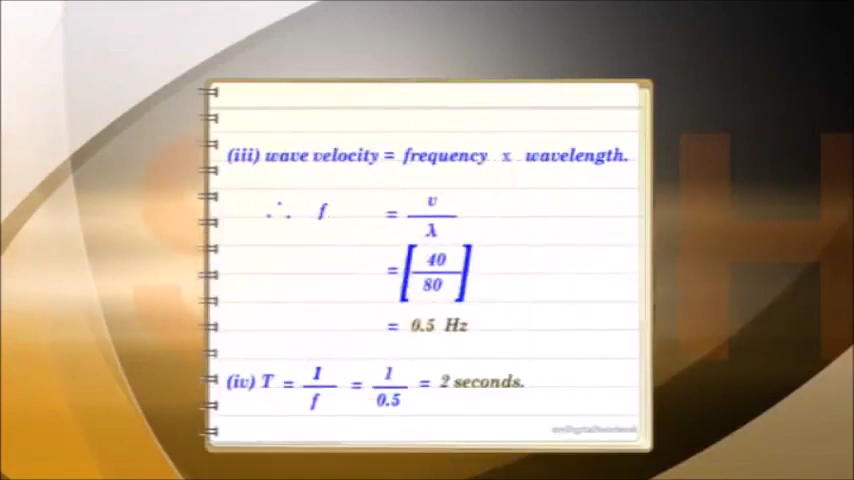 (iii) wave velocity = frequency x wavelength.
∴ f = v / λ
= [ 40 / 80 ]
= 0.5 Hz
(iv) T = 1 / f = 1 / 0.5 = 2 seconds.